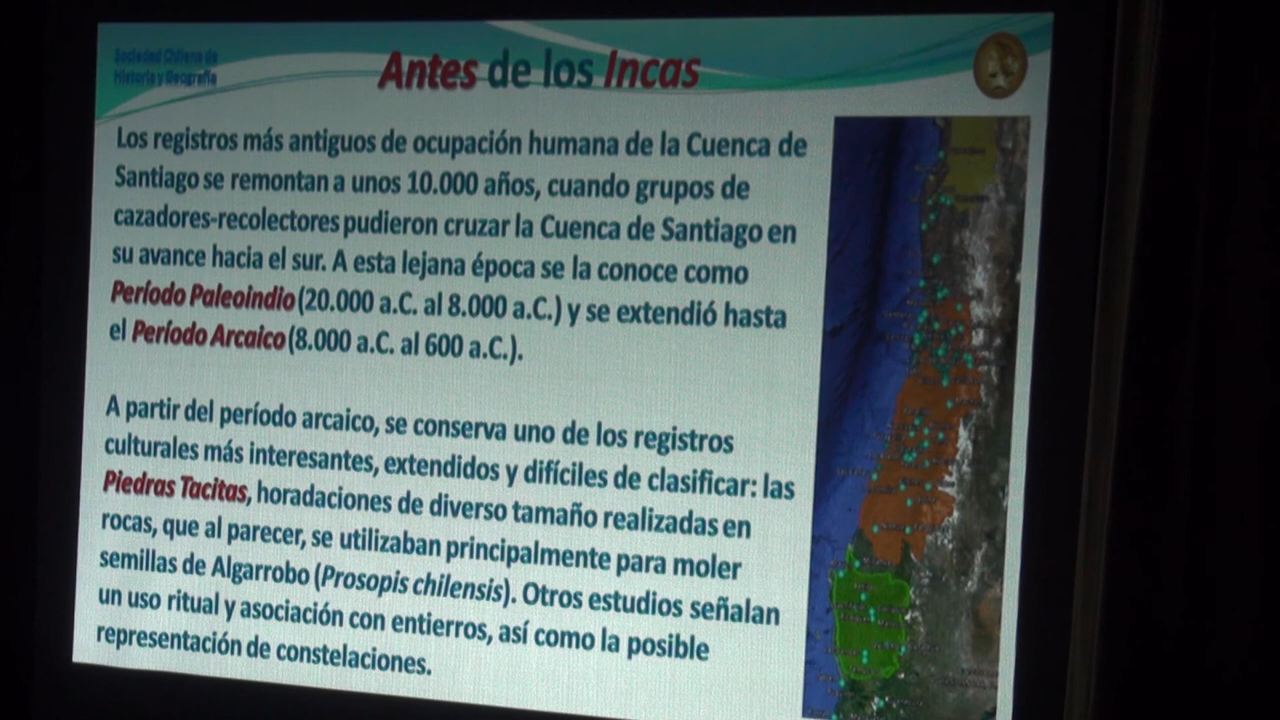 Sociedad Chilena de
Historia y Geografía
Antes de los Incas
Los registros más antiguos de ocupación humana de la Cuenca de
Santiago se remontan a unos 10.000 años, cuando grupos de
cazadores-recolectores pudieron cruzar la Cuenca de Santiago en
su avance hacia el sur. A esta lejana época se la conoce como
Período Paleoindio (20.000 a.C. al 8.000 a.C.) y se extendió hasta
el Período Arcaico (8.000 a.C. al 600 a.C.).
A partir del período arcaico, se conserva uno de los registros
culturales más interesantes, extendidos y difíciles de clasificar: las
Piedras Tacitas, horadaciones de diverso tamaño realizadas en
rocas, que al parecer, se utilizaban principalmente para moler
semillas de Algarrobo (Prosopis chilensis). Otros estudios señalan
un uso ritual y asociación con entierros, así como la posible
representación de constelaciones.